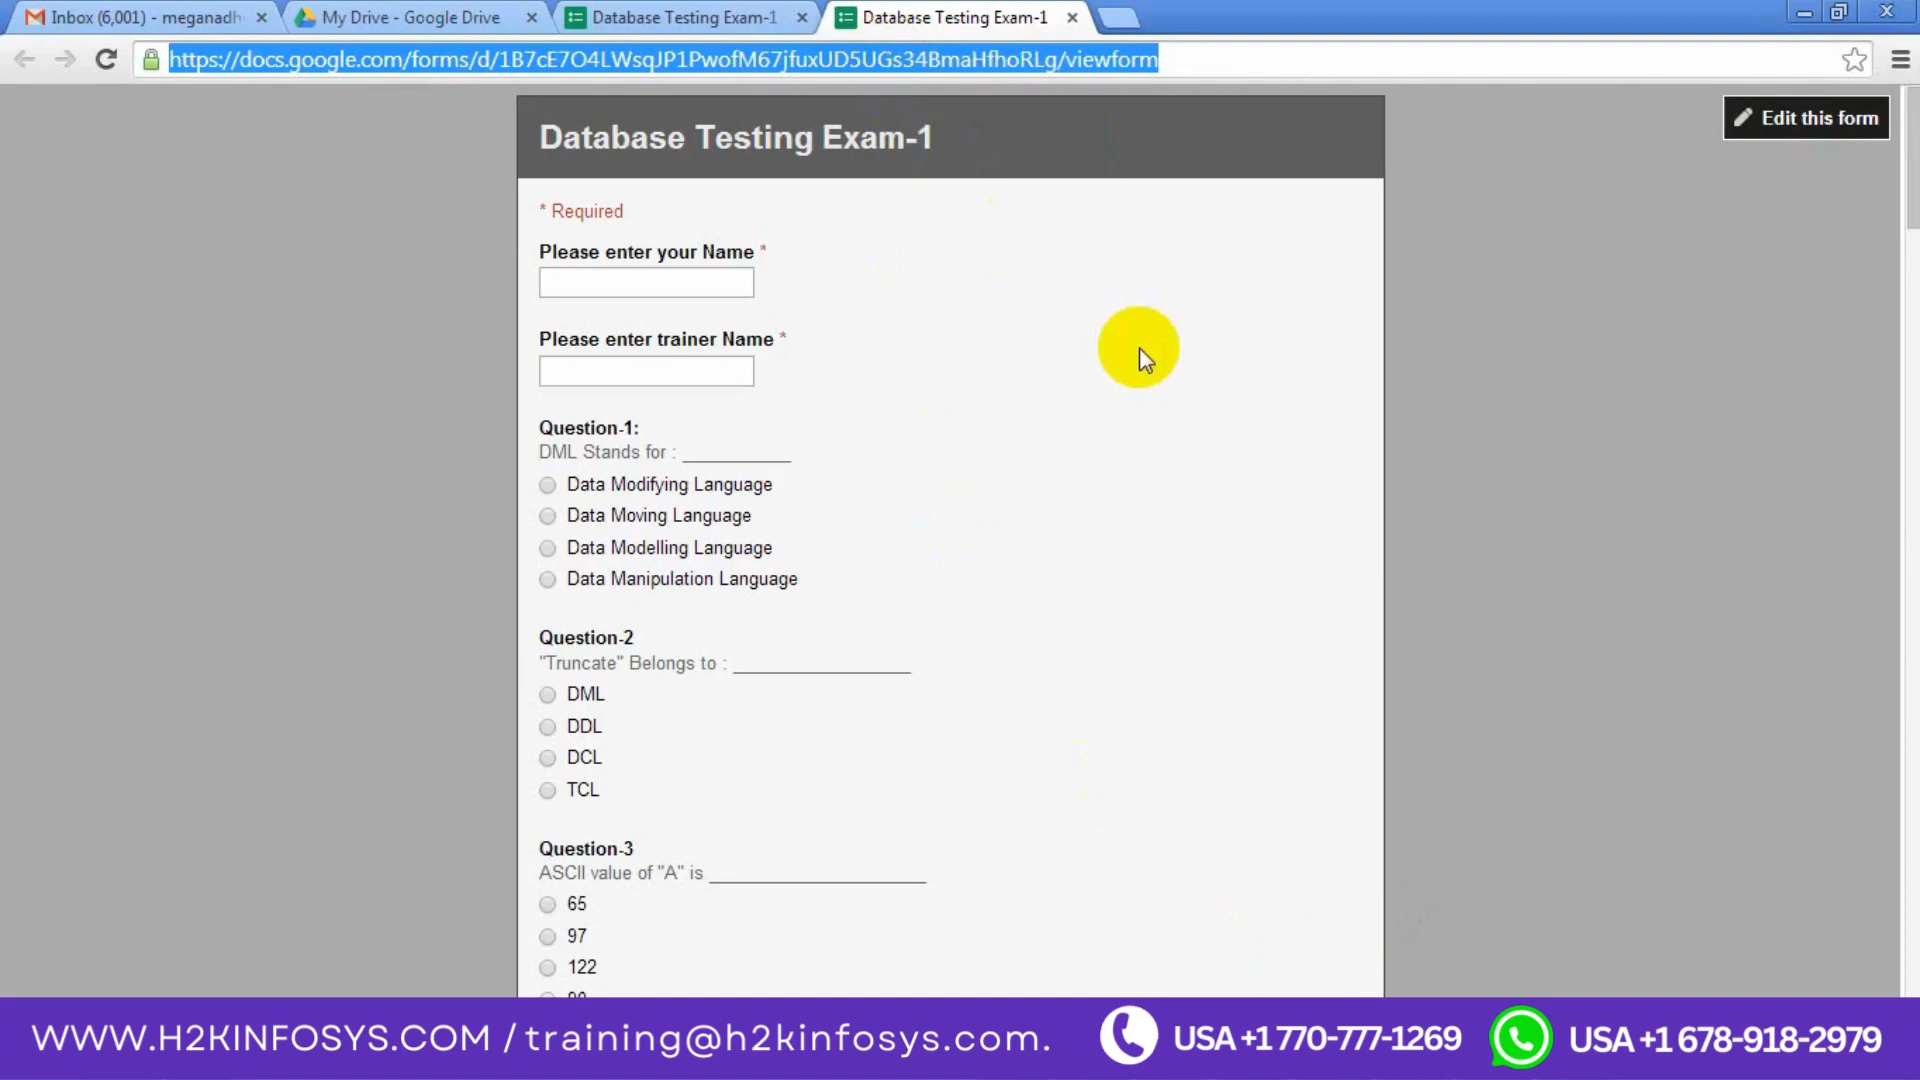 Inbox (6,001) - meganadh
My Drive - Google Drive
Database Testing Exam-1
Database Testing Exam-1
https://docs.google.com/forms/d/1B7cE7O4LWsqJP1PwofM67jfuxUD5UGs34BmaHfhoRLg/viewform
Edit this form
Database Testing Exam-1
* Required
Please enter your Name *
Please enter trainer Name *
Question-1:
DML Stands for : __________
Data Modifying Language
Data Moving Language
Data Modelling Language
Data Manipulation Language
Question-2
"Truncate" Belongs to : ________________
DML
DDL
DCL
TCL
Question-3
ASCII value of "A" is ____________________
65
97
122
WWW.H2KINFOSYS.COM / training@h2kinfosys.com.
USA +1 770-777-1269
USA +1 678-918-2979